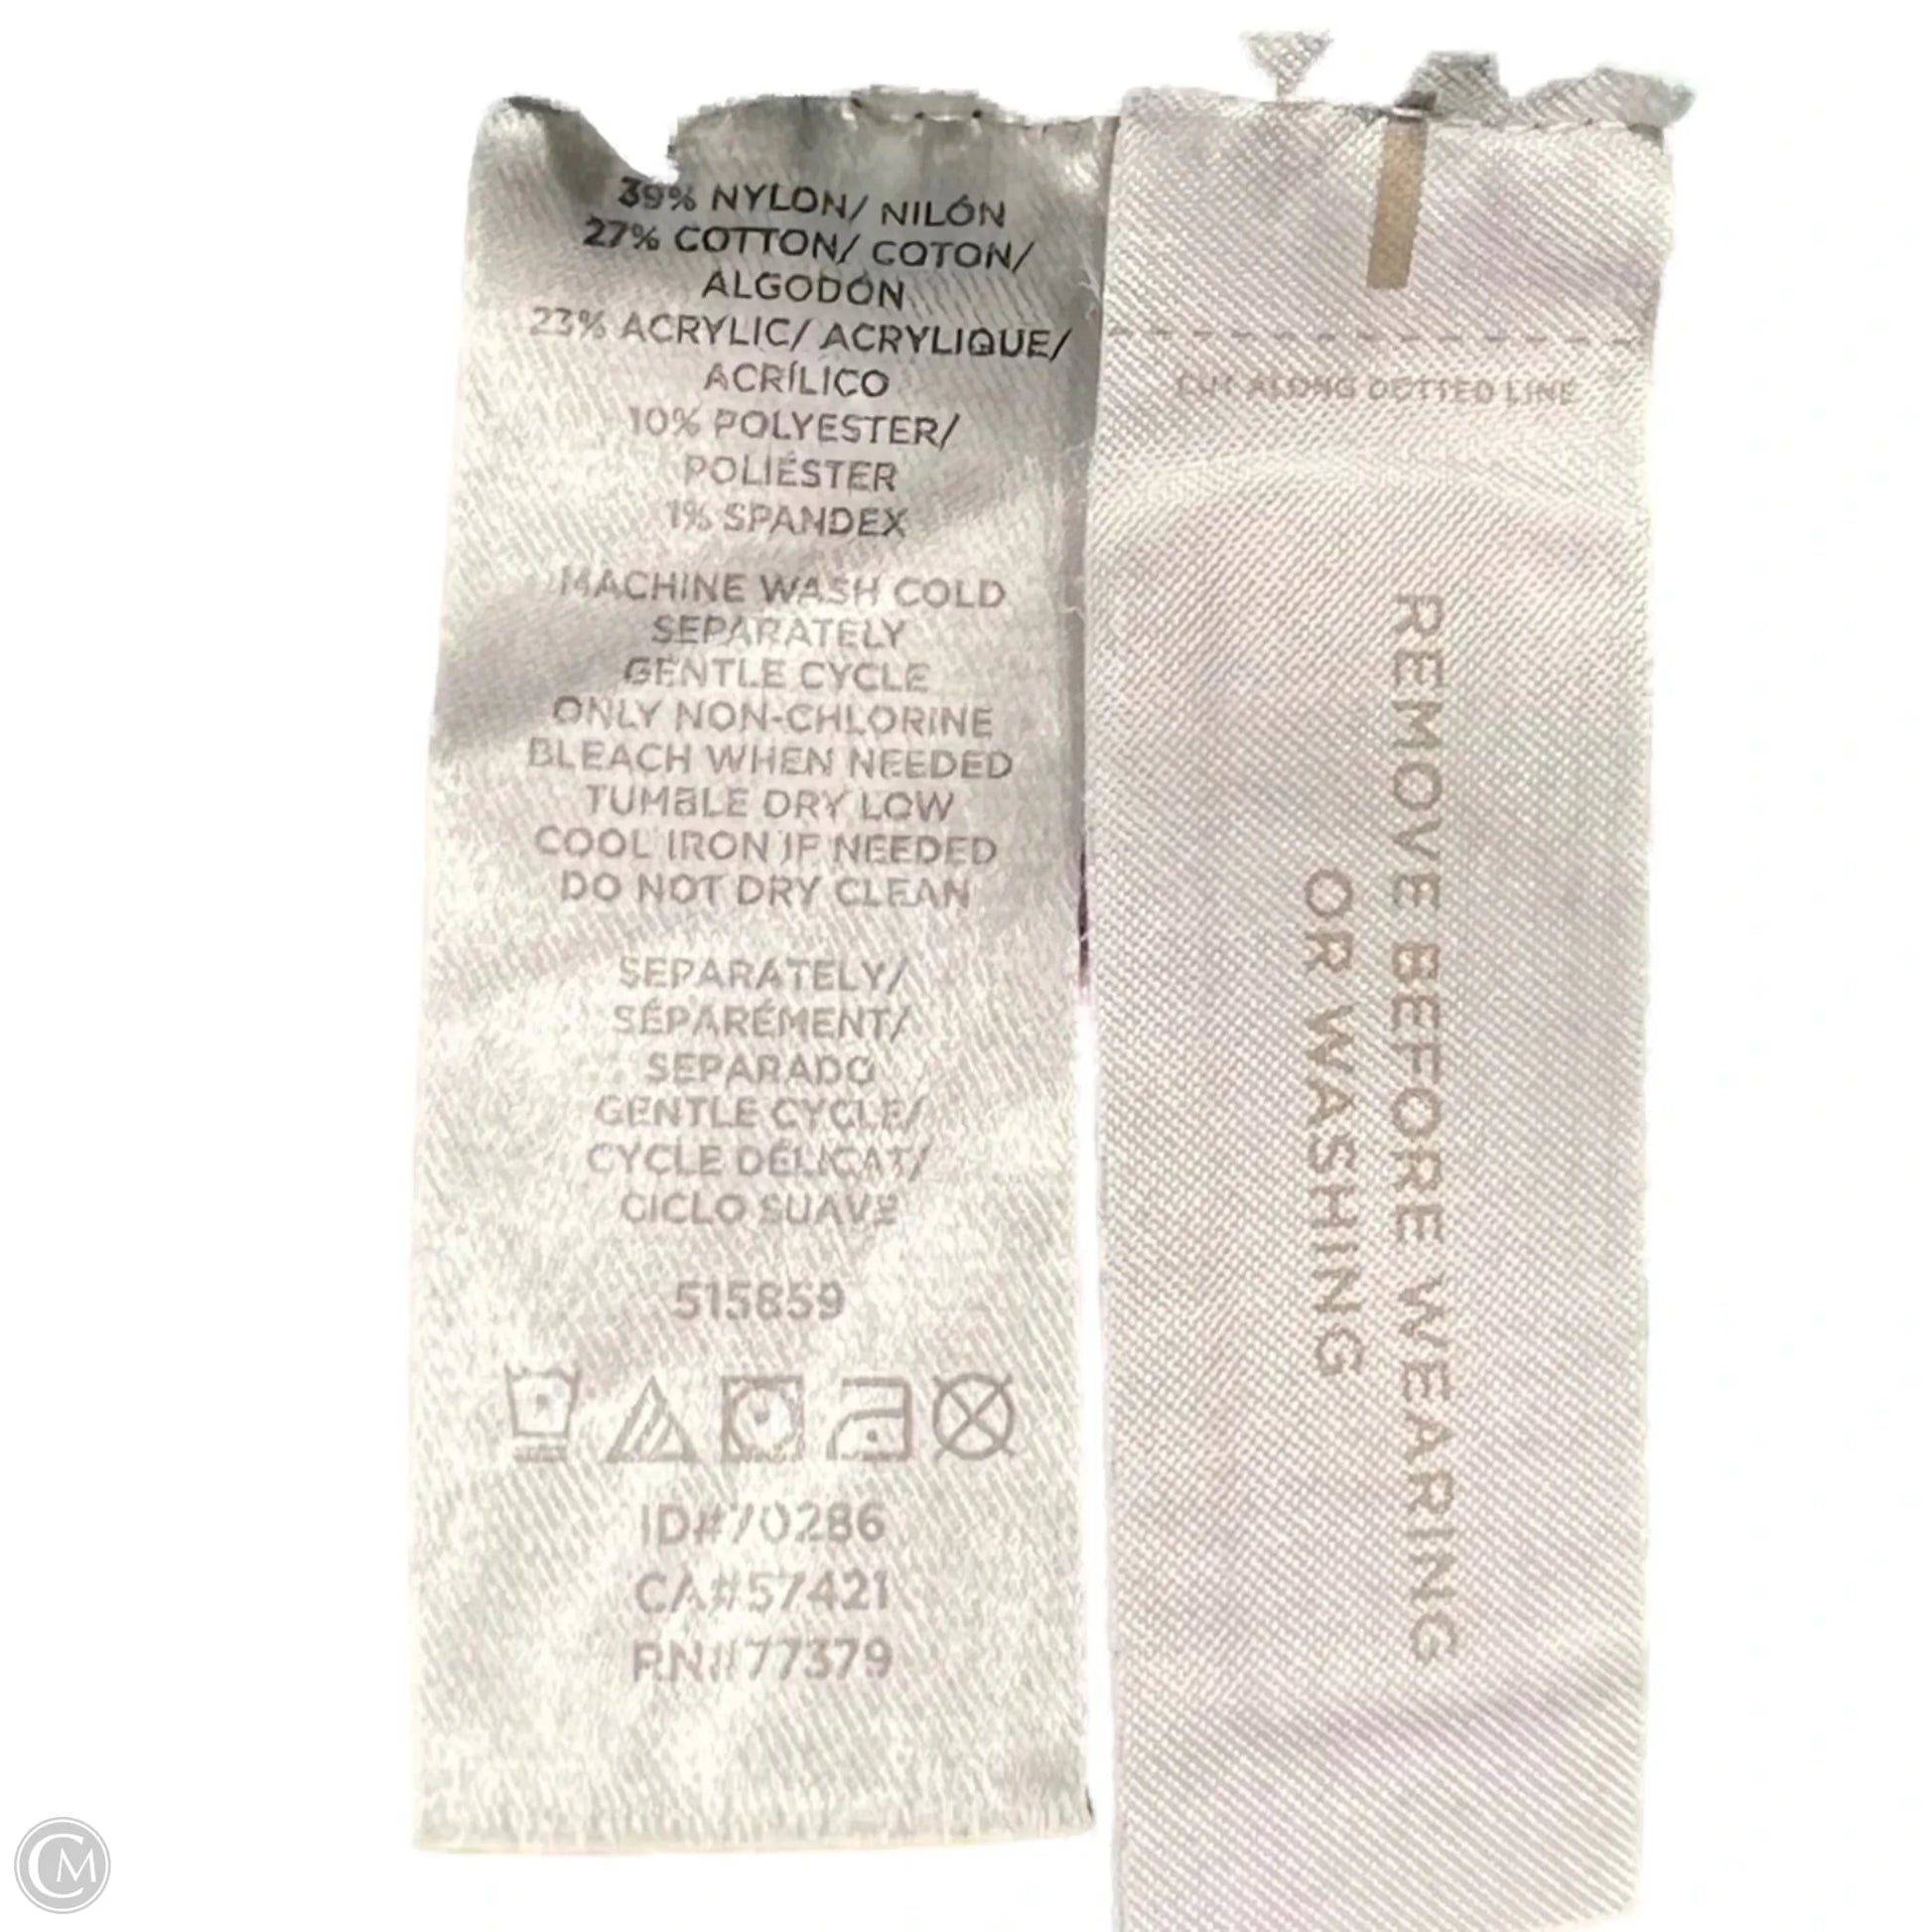 39% NYLON/ NILÓN
27% COTTON/ COTON/
ALGODÓN
23% ACRYLIC/ ACRYLIQUE/
ACRÍLICO
10% POLYESTER/
POLIÉSTER
1% SPANDEX
MACHINE WASH COLD
SEPARATELY
GENTLE CYCLE
ONLY NON-CHLORINE
BLEACH WHEN NEEDED
TUMBLE DRY LOW
COOL IRON IF NEEDED
DO NOT DRY CLEAN
SEPARATELY/
SÉPARÉMENT/
SEPARADO
GENTLE CYCLE/
CYCLE DÉLICAT/
CICLO SUAVE
515859
ID#70286
CA#57421
RN#77379
CUT ALONG DOTTED LINE
REMOVE BEFORE WEARING
OR WASHING
CM